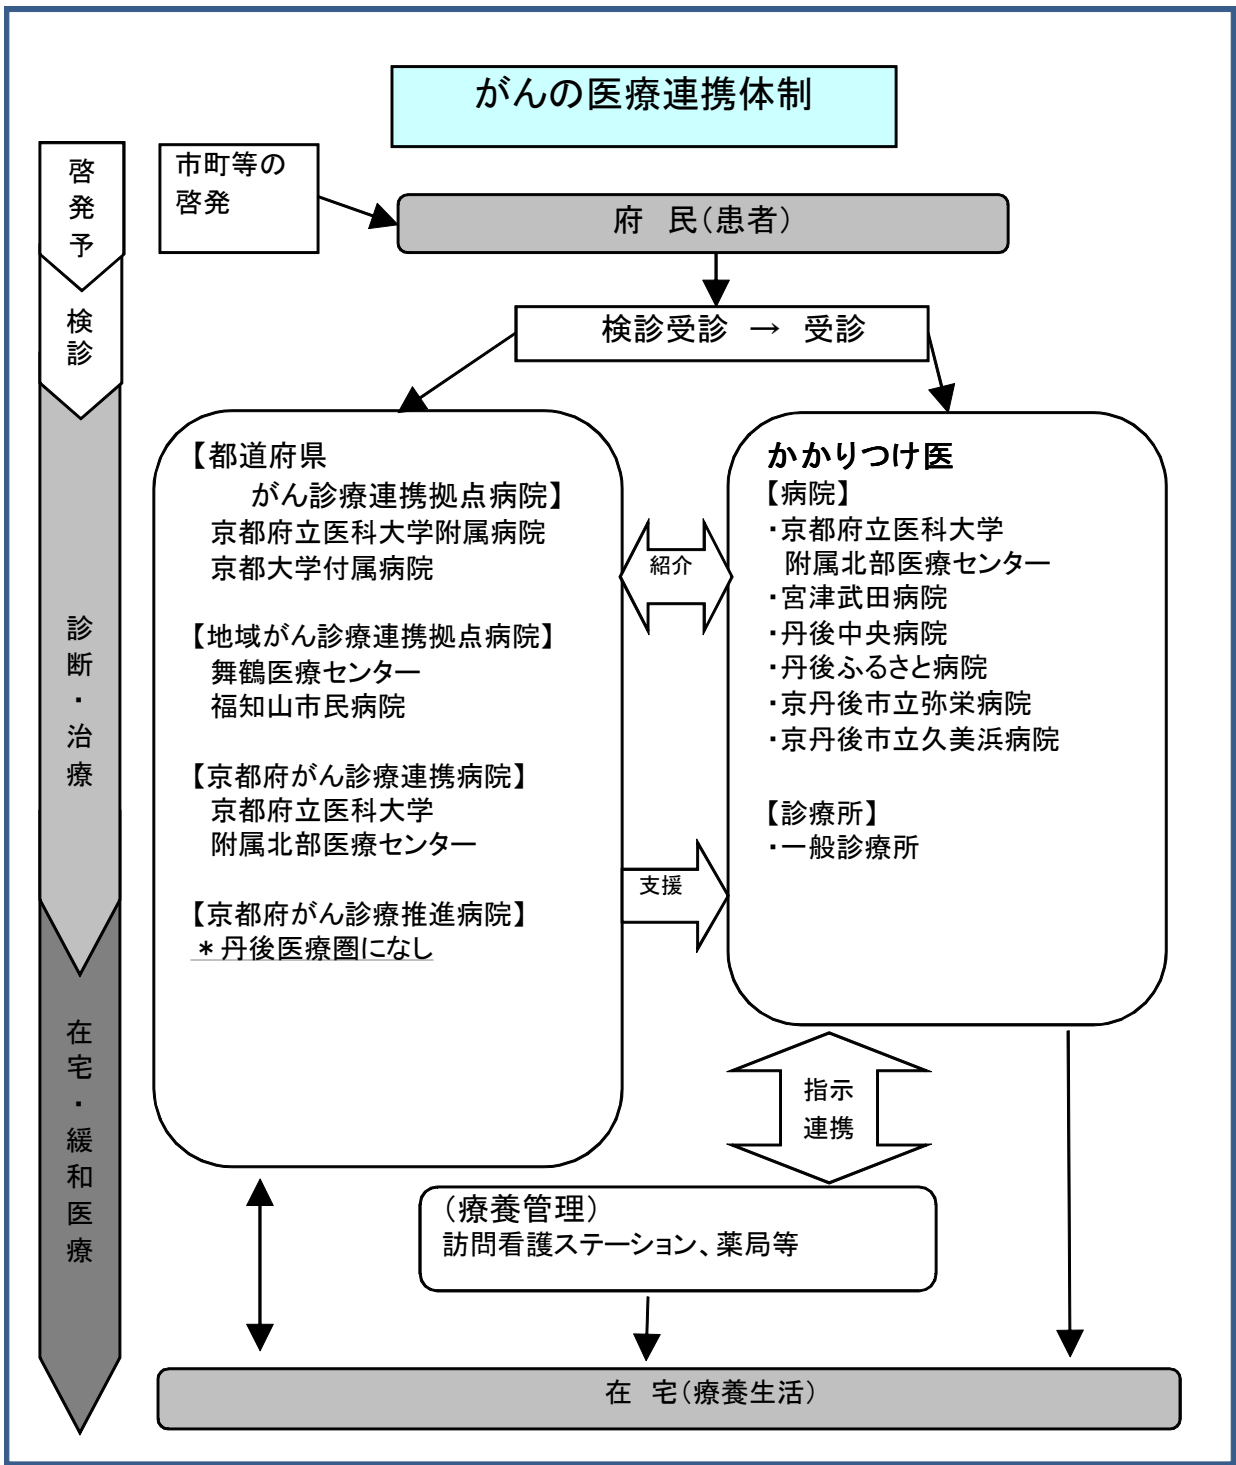 がんの医療連携体制
啓発予
市町等の
啓発
府　民（患者）
検診
検診受診　→　受診
診断・治療
【都道府県
がん診療連携拠点病院】
京都府立医科大学附属病院
京都大学付属病院
【地域がん診療連携拠点病院】
舞鶴医療センター
福知山市民病院
【京都府がん診療連携病院】
京都府立医科大学
附属北部医療センター
【京都府がん診療推進病院】
＊丹後医療圏になし
紹介
支援
かかりつけ医
【病院】
・京都府立医科大学
附属北部医療センター
・宮津武田病院
・丹後中央病院
・丹後ふるさと病院
・京丹後市立弥栄病院
・京丹後市立久美浜病院
【診療所】
・一般診療所
在宅・緩和医療
指示
連携
（療養管理）
訪問看護ステーション、薬局等
在　宅（療養生活）